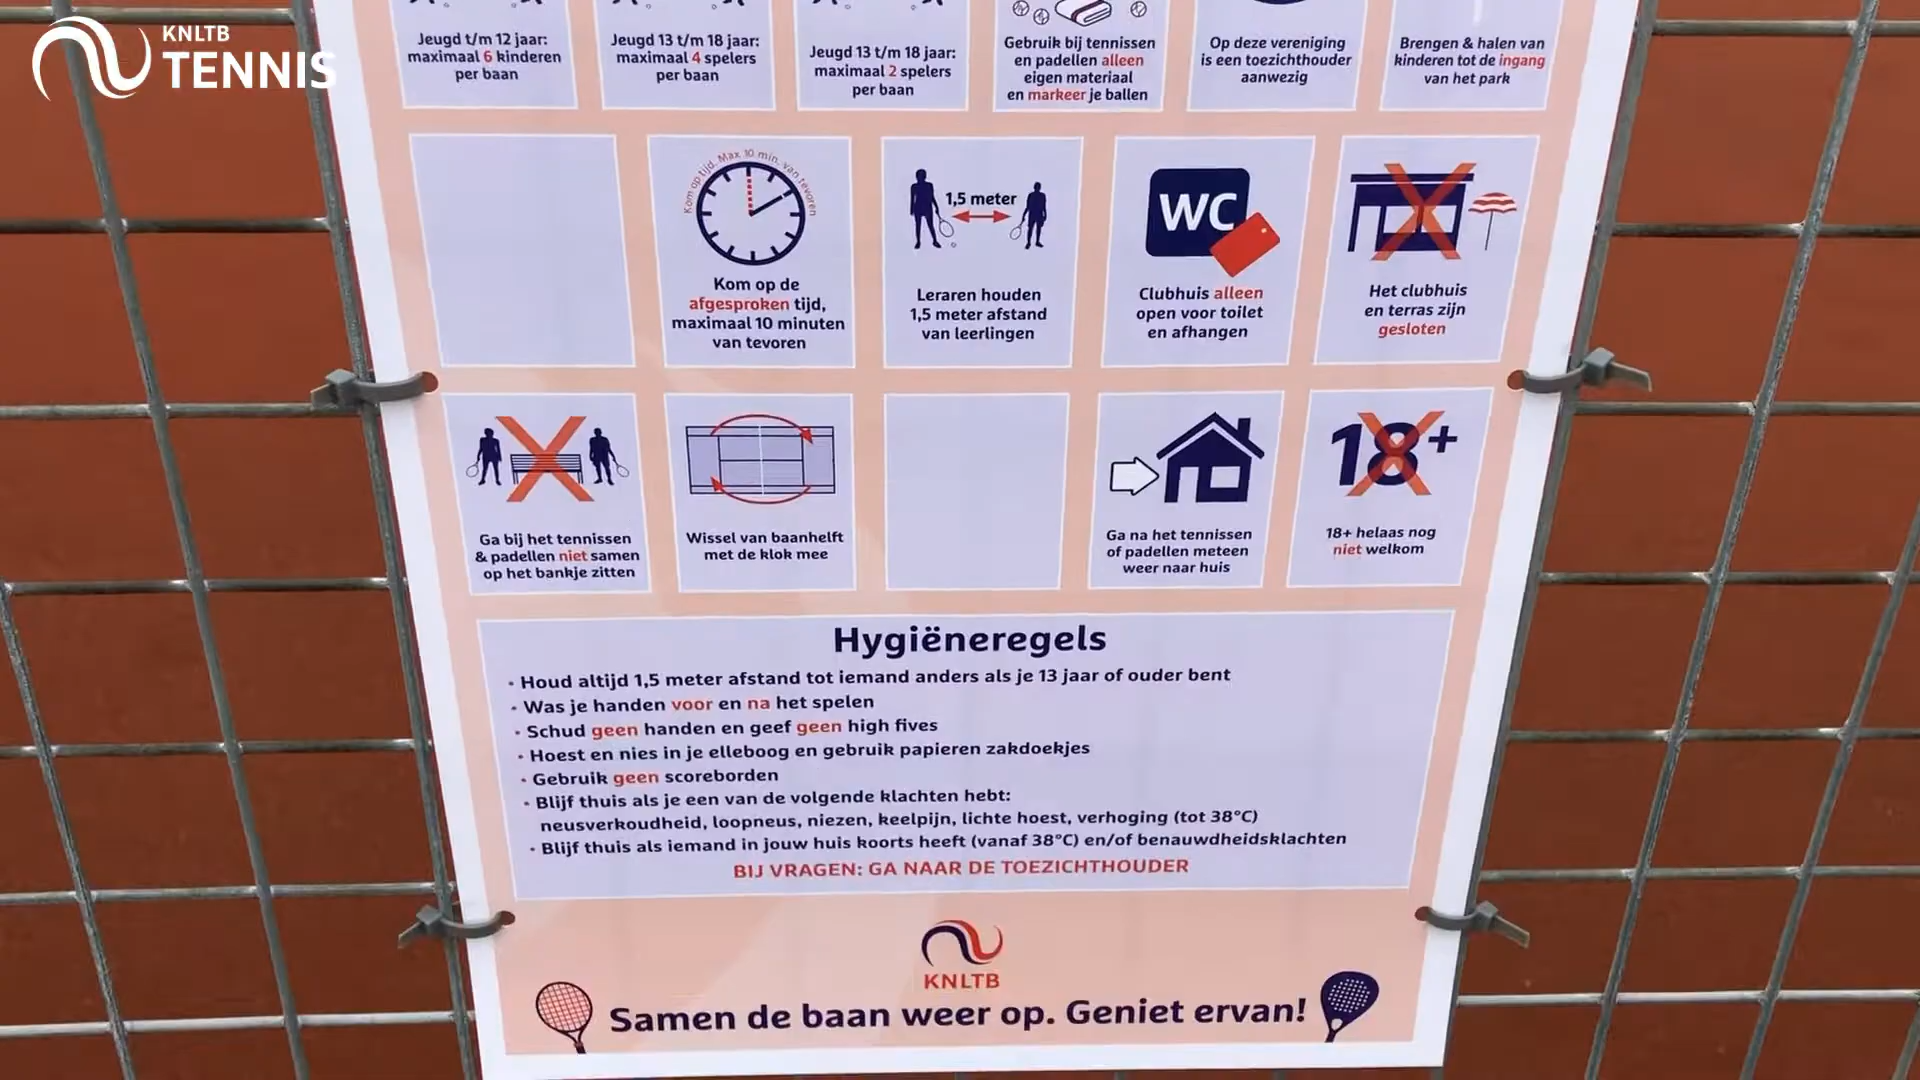 KNLTB
TENNIS
Jeugd t/m 12 jaar:
maximaal 6 kinderen
per baan
Jeugd 13 t/m 18 jaar:
maximaal 4 spelers
per baan
Jeugd 13 t/m 18 jaar:
maximaal 2 spelers
per baan
Gebruik bij tennissen
en padellen alleen
eigen materiaal
en markeer je ballen
Op deze vereniging
is een toezichthouder
aanwezig
Brengen & halen van
kinderen tot de ingang
van het park
Kom op tijd. Max 10 min. van tevoren
Kom op de
afgesproken tijd,
maximaal 10 minuten
van tevoren
1,5 meter
Leraren houden
1,5 meter afstand
van leerlingen
WC
Clubhuis alleen
open voor toilet
en afhangen
Het clubhuis
en terras zijn
gesloten
Ga bij het tennissen
& padellen niet samen
op het bankje zitten
Wissel van baanhelft
met de klok mee
Ga na het tennissen
of padellen meteen
weer naar huis
18+
18+ helaas nog
niet welkom
Hygiëneregels
• Houd altijd 1,5 meter afstand tot iemand anders als je 13 jaar of ouder bent
• Was je handen voor en na het spelen
• Schud geen handen en geef geen high fives
• Hoest en nies in je elleboog en gebruik papieren zakdoekjes
• Gebruik geen scoreborden
• Blijf thuis als je een van de volgende klachten hebt:
neusverkoudheid, loopneus, niezen, keelpijn, lichte hoest, verhoging (tot 38°C)
• Blijf thuis als iemand in jouw huis koorts heeft (vanaf 38°C) en/of benauwdheidsklachten
BIJ VRAGEN: GA NAAR DE TOEZICHTHOUDER
KNLTB
Samen de baan weer op. Geniet ervan!